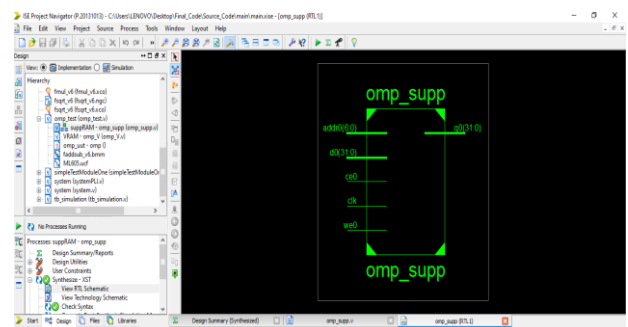 ISE Project Navigator (P.20131013) - C:\Users\LENOVO\Desktop\Final_Code\Source_Code\main\main.xise - [omp_supp (RTL1)]
File Edit View Project Source Process Tools Window Layout Help
Design
View: Implementation Simulation
Hierarchy
fmul_v6 (fmul_v6.xco)
fsqrt_v6 (fsqrt_v6.ngc)
fsqrt_v6 (fsqrt_v6.xco)
omp_test (omp_test.v)
suppRAM - omp_supp (omp_supp.v)
VRAM - omp_V (omp_V.v)
omp_uut - omp ()
faddsub_v6.bmm
ML605.ucf
simpleTestModuleOne (simpleTestModuleOn
system (systemPLL.v)
system (system.v)
tb_simulation (tb_simulation.v)
No Processes Running
Processes: suppRAM - omp_supp
Design Summary/Reports
Design Utilities
User Constraints
Synthesize - XST
View RTL Schematic
View Technology Schematic
Check Syntax
Start Design Files Libraries
omp_supp
addr0(6:0) q0(31:0)
d0(31:0)
ce0
clk
we0
omp_supp
Design Summary (Synthesized) omp_supp.v omp_supp (RTL1)